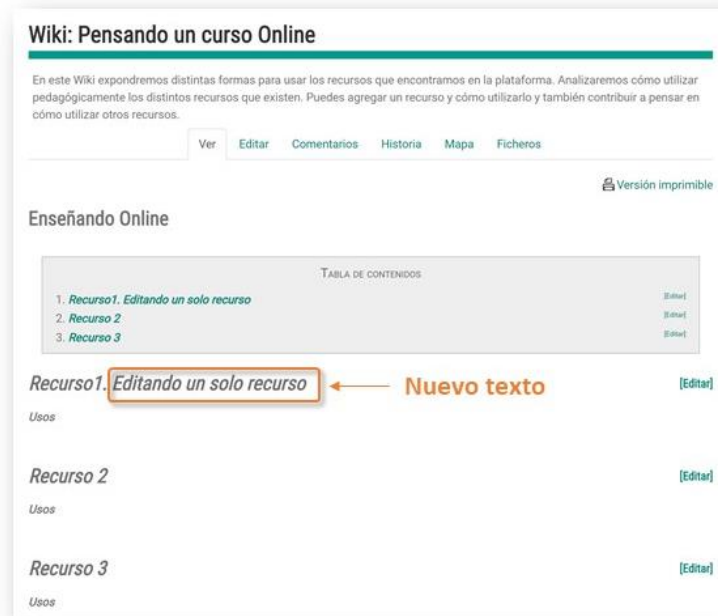 Wiki: Pensando un curso Online
En este Wiki expondremos distintas formas para usar los recursos que encontramos en la plataforma. Analizaremos cómo utilizar
pedagógicamente los distintos recursos que existen. Puedes agregar un recurso y cómo utilizarlo y también contribuir a pensar en
cómo utilizar otros recursos.
Ver Editar Comentarios Historia Mapa Ficheros
Versión imprimible
Enseñando Online
TABLA DE CONTENIDOS
1. Recurso1. Editando un solo recurso [Editar]
2. Recurso 2 [Editar]
3. Recurso 3 [Editar]
Recurso1. Editando un solo recurso Nuevo texto [Editar]
Usos
Recurso 2 [Editar]
Usos
Recurso 3 [Editar]
Usos